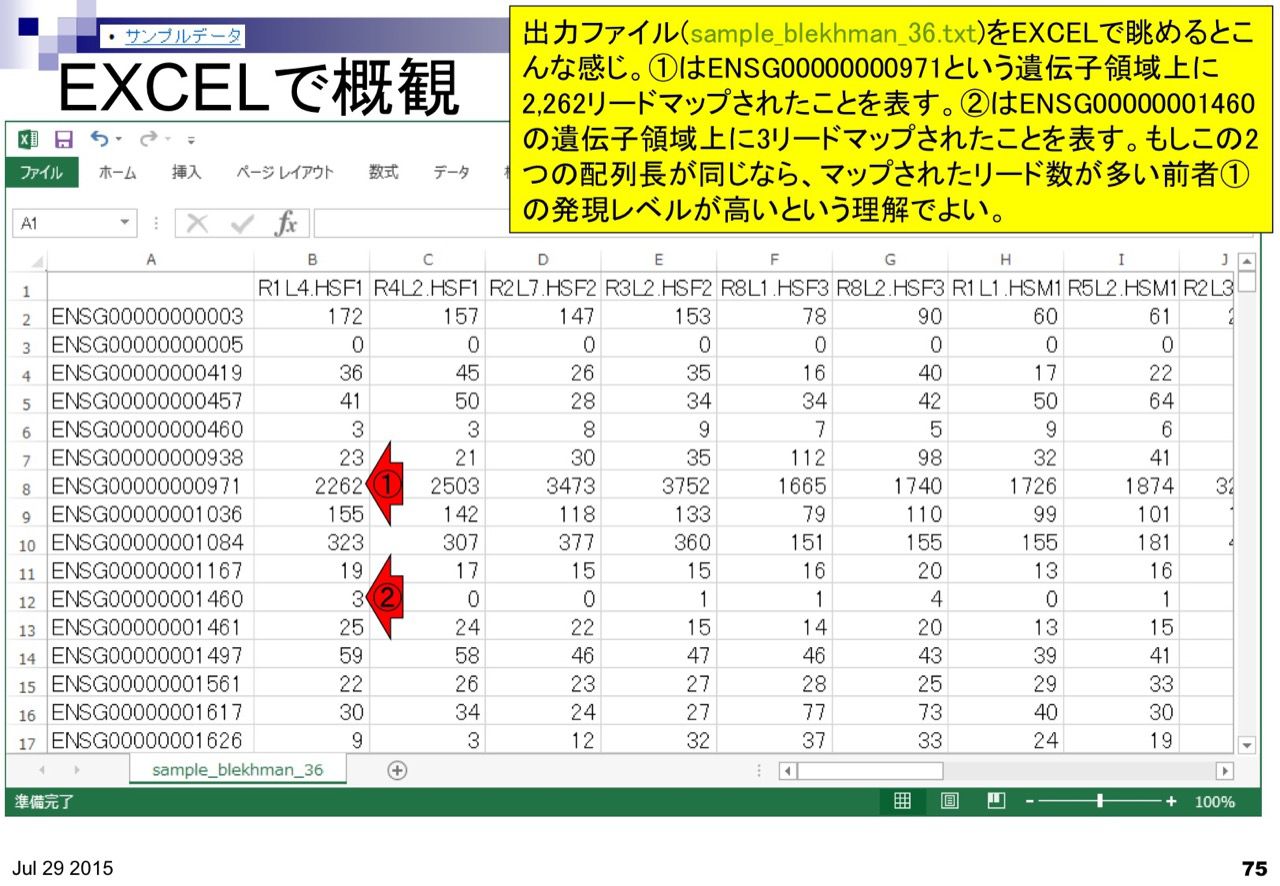 • サンプルデータ
EXCELで概観
出力ファイル(sample_blekhman_36.txt)をEXCELで眺めるとこ
んな感じ。①はENSG00000000971という遺伝子領域上に
2,262リードマップされたことを表す。②はENSG00000001460
の遺伝子領域上に3リードマップされたことを表す。もしこの2
つの配列長が同じなら、マップされたリード数が多い前者①
の発現レベルが高いという理解でよい。
ファイル ホーム 挿入 ページ レイアウト 数式 データ
A1 fx
A B C D E F G H I J
1 R1L4.HSF1 R4L2.HSF1 R2L7.HSF2 R3L2.HSF2 R8L1.HSF3 R8L2.HSF3 R1L1.HSM1 R5L2.HSM1 R2L3
2 ENSG00000000003 172 157 147 153 78 90 60 61
3 ENSG00000000005 0 0 0 0 0 0 0 0
4 ENSG00000000419 36 45 26 35 16 40 17 22
5 ENSG00000000457 41 50 28 34 34 42 50 64
6 ENSG00000000460 3 3 8 9 7 5 9 6
7 ENSG00000000938 23 21 30 35 112 98 32 41
8 ENSG00000000971 2262 ① 2503 3473 3752 1665 1740 1726 1874 32
9 ENSG00000001036 155 142 118 133 79 110 99 101
10 ENSG00000001084 323 307 377 360 151 155 155 181
11 ENSG00000001167 19 17 15 15 16 20 13 16
12 ENSG00000001460 3 ② 0 0 1 1 4 0 1
13 ENSG00000001461 25 24 22 15 14 20 13 15
14 ENSG00000001497 59 58 46 47 46 43 39 41
15 ENSG00000001561 22 26 23 27 28 25 29 33
16 ENSG00000001617 30 34 24 27 77 73 40 30
17 ENSG00000001626 9 3 12 32 37 33 24 19
sample_blekhman_36
準備完了 100%
Jul 29 2015 75